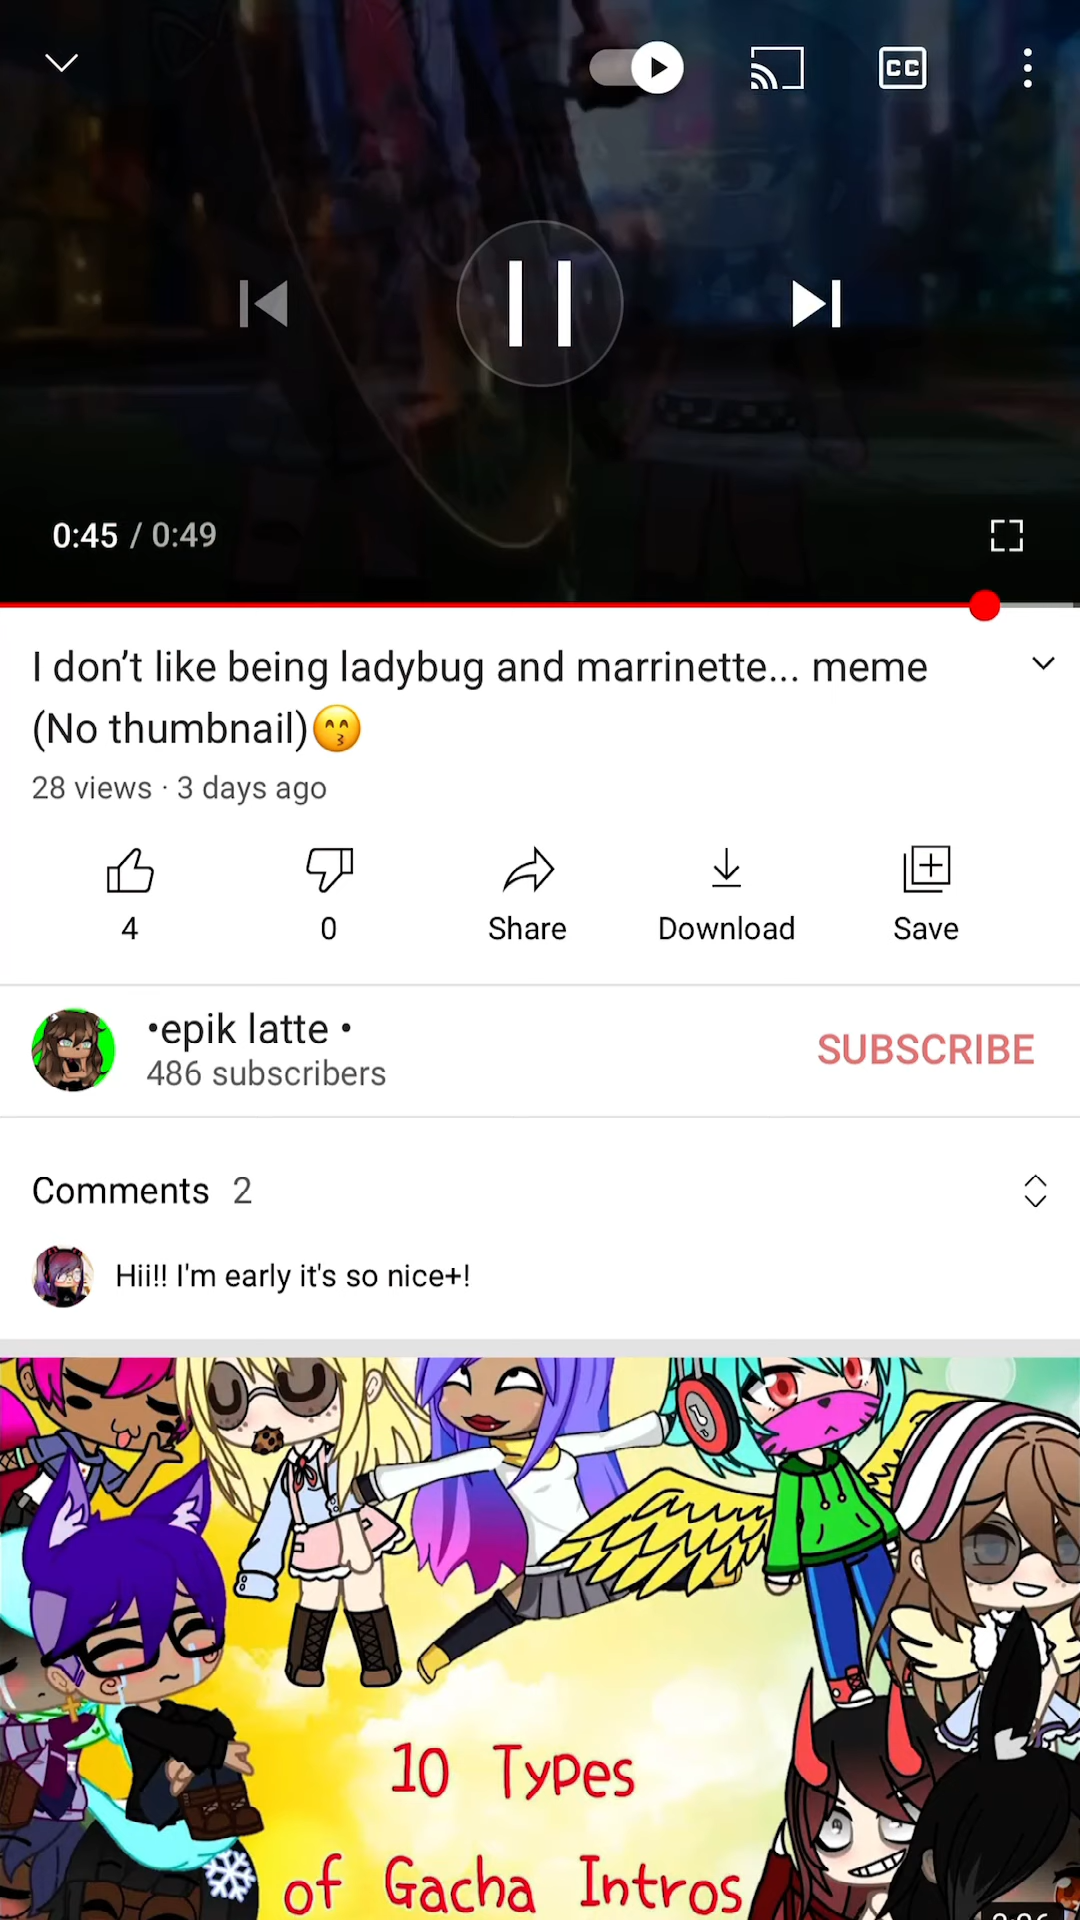 CC
0:45 / 0:49
I don’t like being ladybug and marrinette... meme
(No thumbnail)😙
28 views · 3 days ago
4
0
Share
Download
Save
•epik latte •
486 subscribers
SUBSCRIBE
Comments 2
Hii!! I'm early it's so nice+!
10 Types
of Gacha Intros